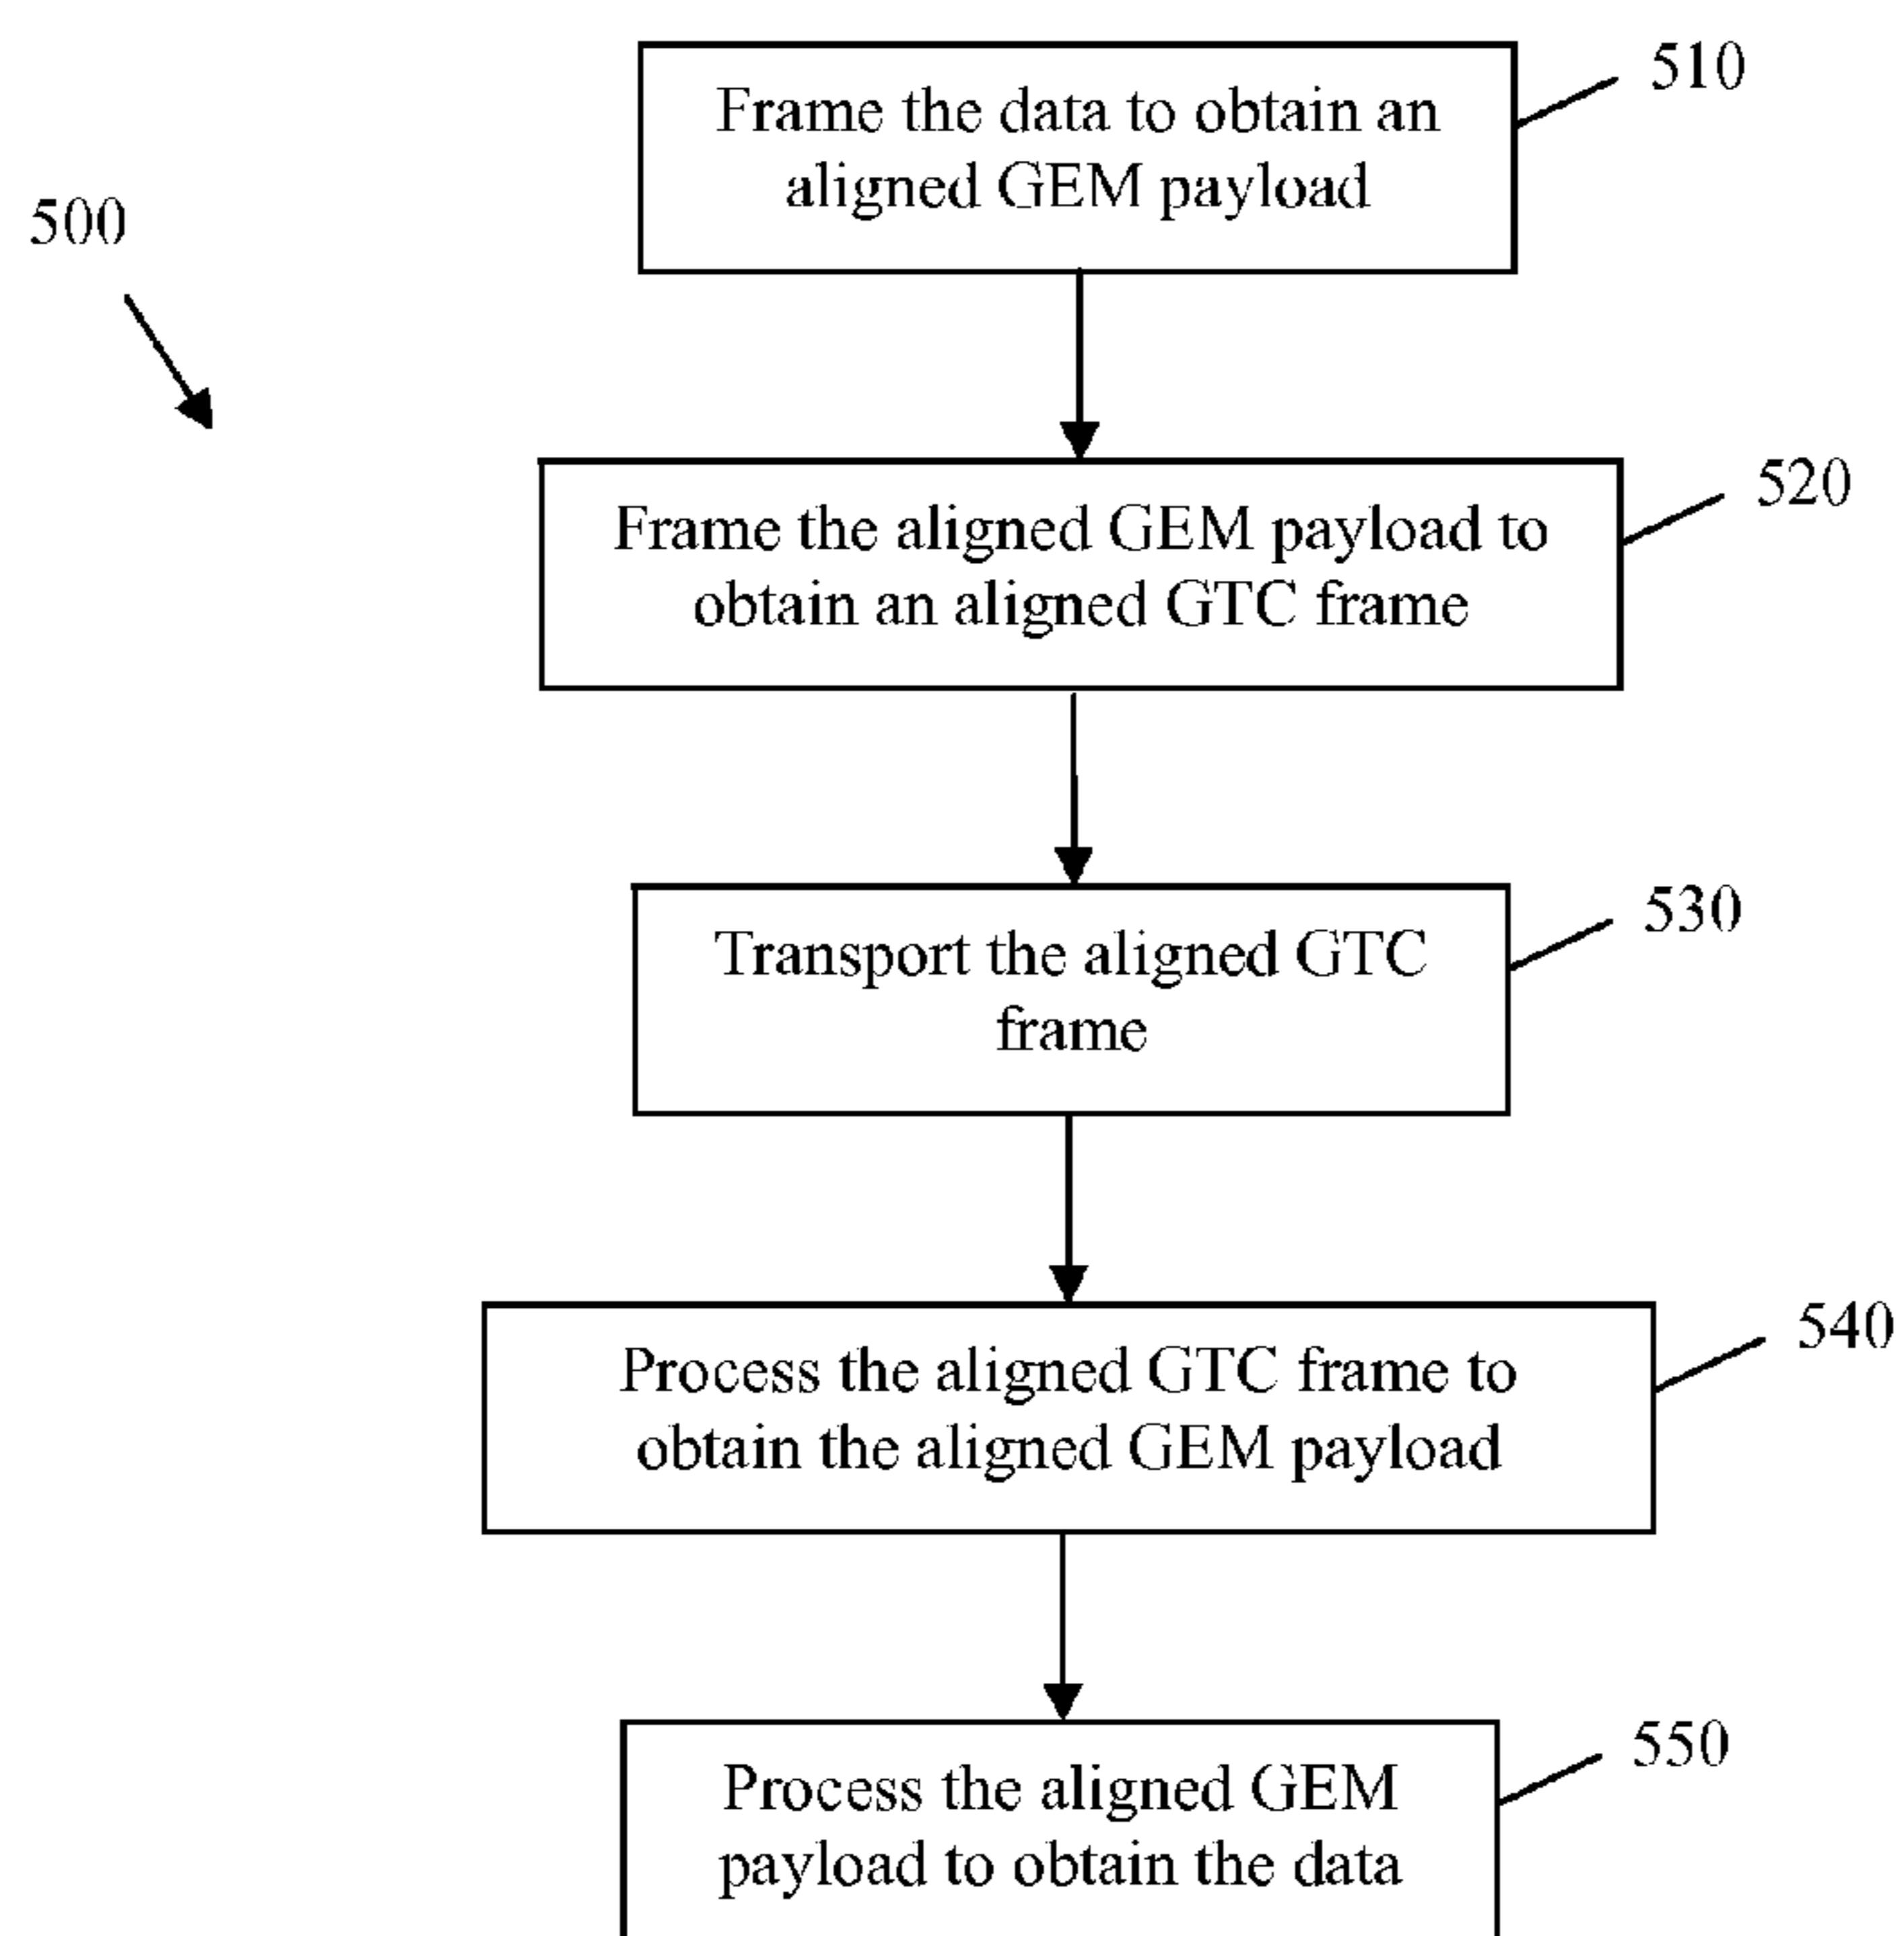 510
Frame the data to obtain an
aligned GEM payload
500
520
Frame the aligned GEM payload to
obtain an aligned GTC frame
530
Transport the aligned GTC
frame
540
Process the aligned GTC frame to
obtain the aligned GEM payload
550
Process the aligned GEM
payload to obtain the data